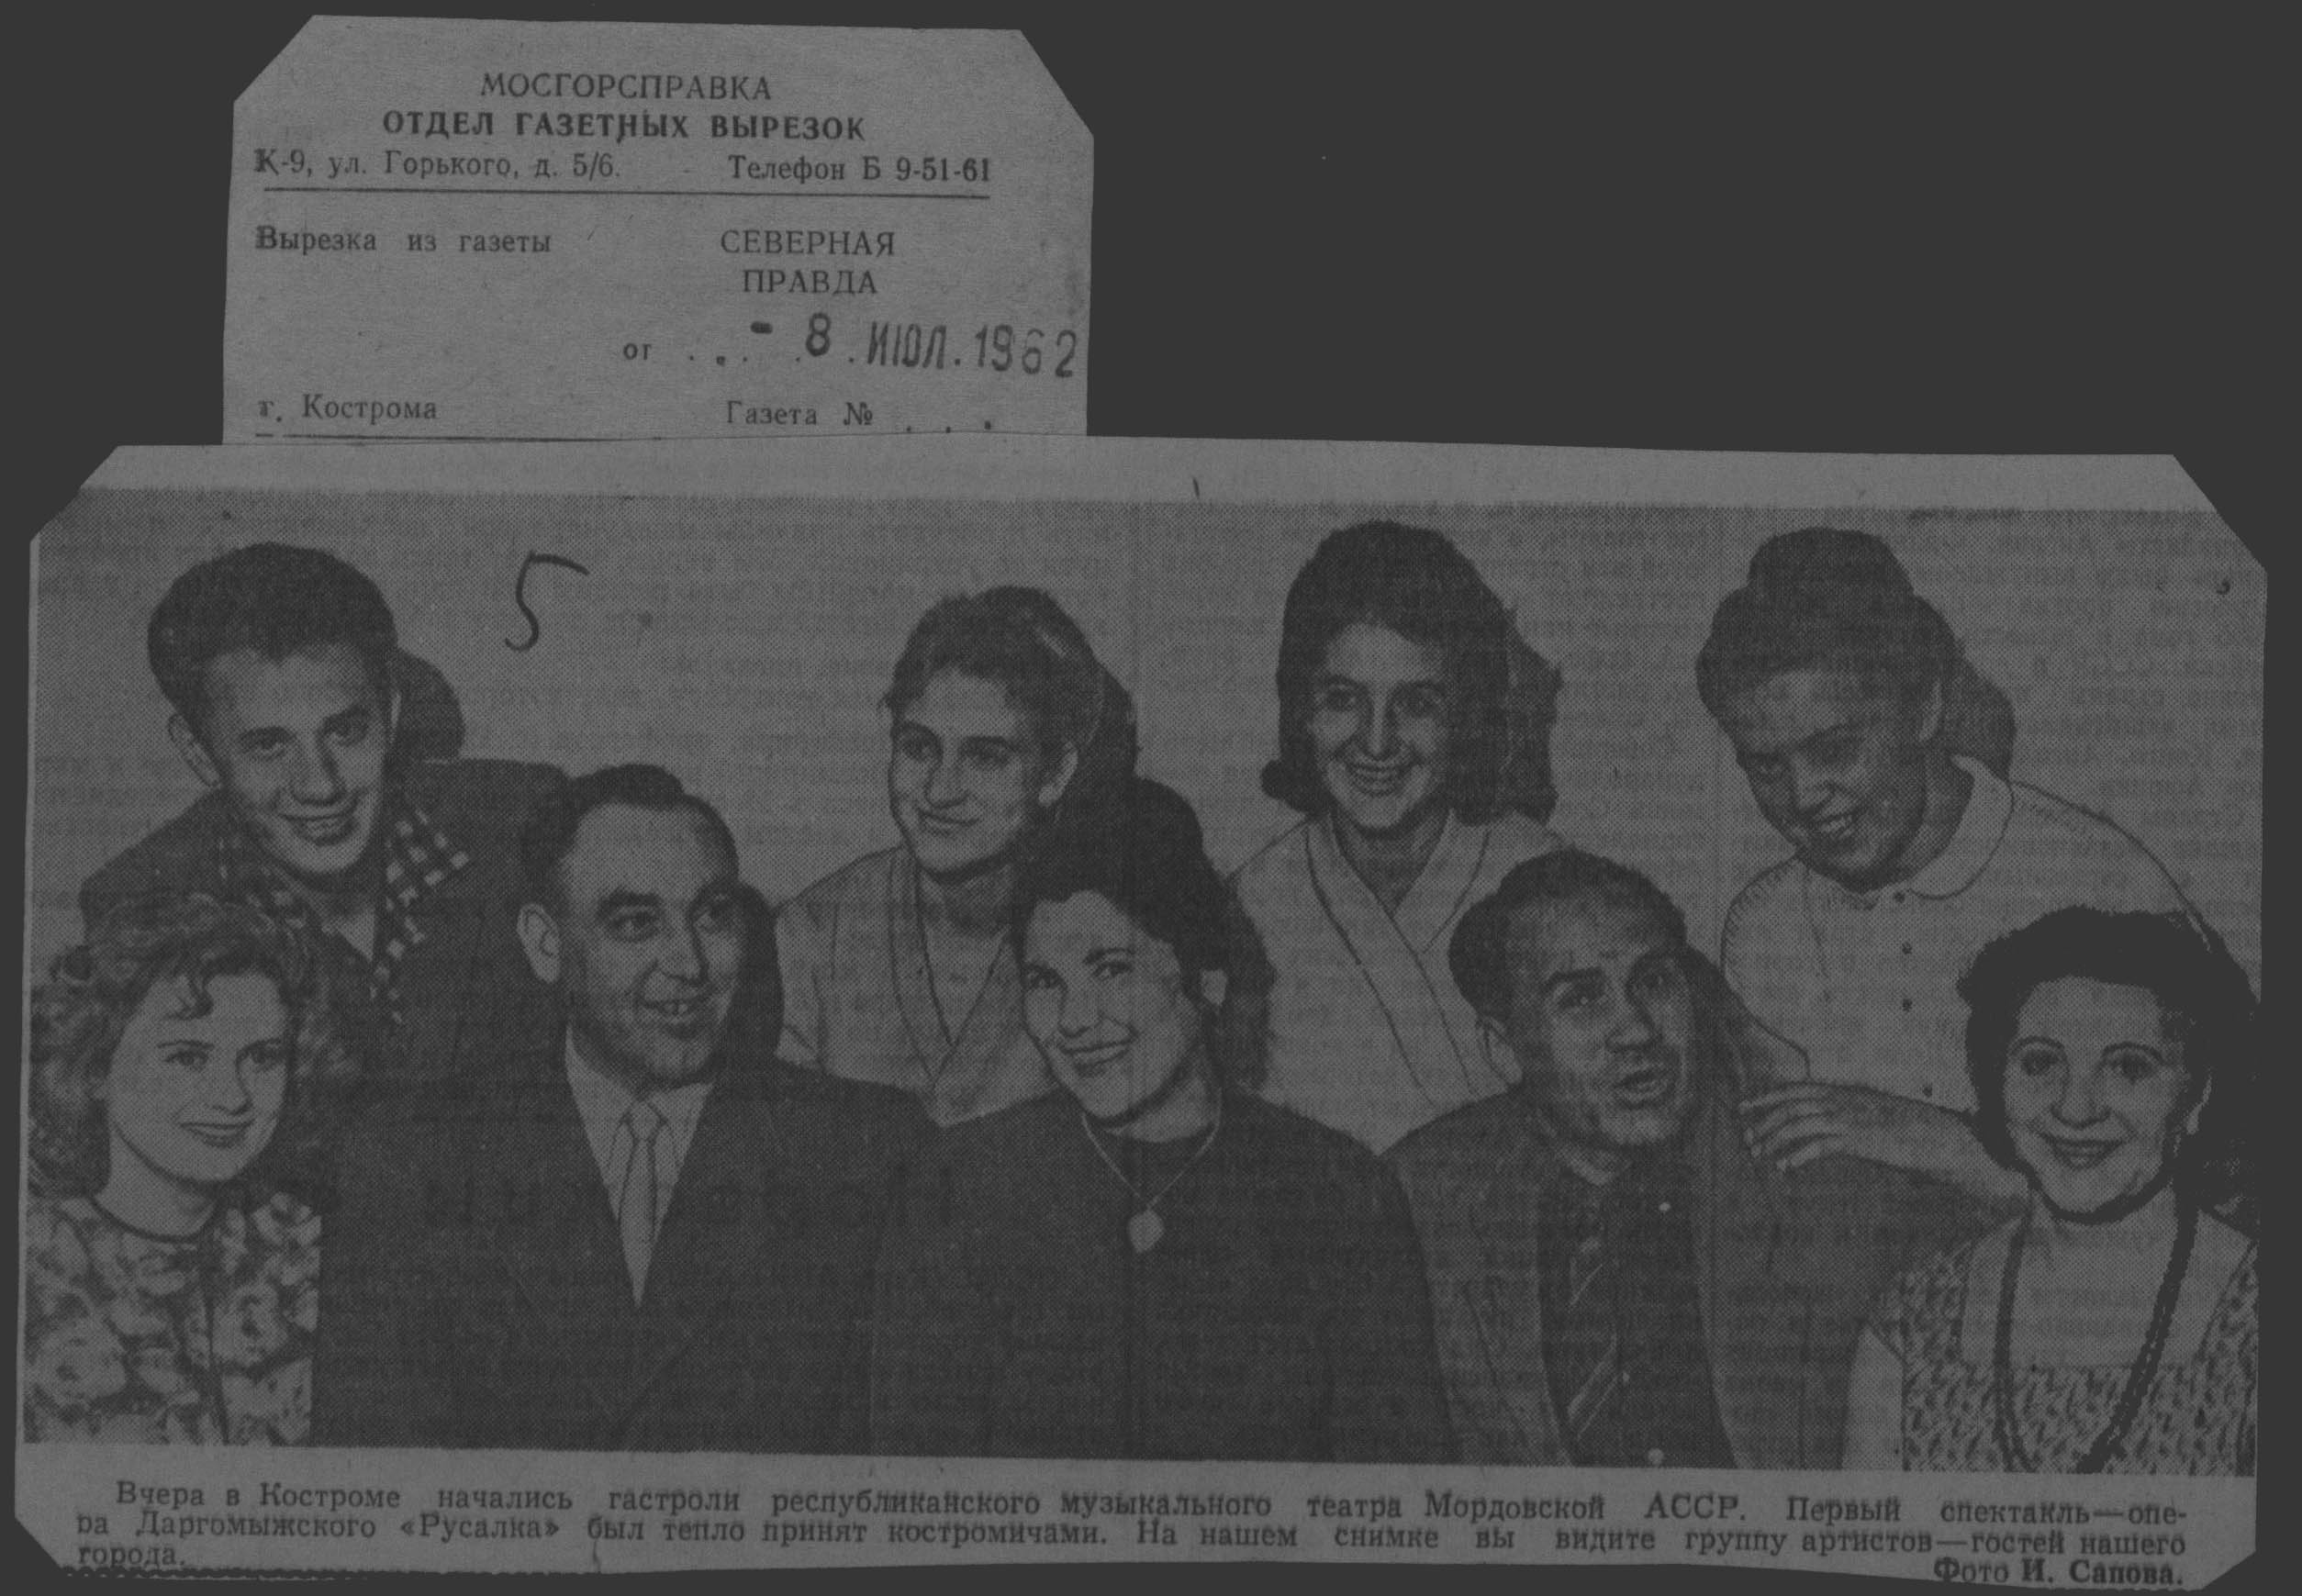 МОСГОРСПРАВКА
ОТДЕЛ ГАЗЕТНЫХ ВЫРЕЗОК
К-9, ул. Горького, д. 5/6. Телефон Б 9-51-61
Вырезка из газеты СЕВЕРНАЯ
ПРАВДА
от . . - . 8 . ИЮЛ. 1962
г. Кострома Газета № . . .
5
Вчера в Костроме начались гастроли республиканского музыкального театра Мордовской АССР. Первый спектакль—опе-
ра Даргомыжского «Русалка» был тепло принят костромичами. На нашем снимке вы видите группу артистов—гостей нашего
города.
Фото И. Сапова.